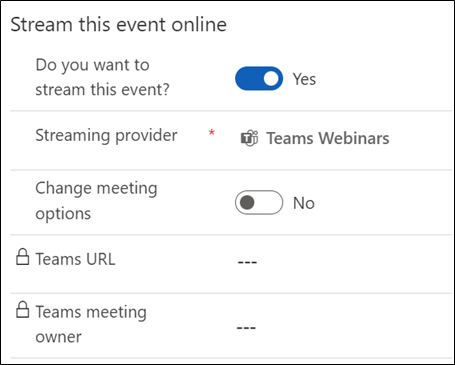 Stream this event online
Do you want to
stream this event?
Yes
Streaming provider * Teams Webinars
Change meeting
options
No
Teams URL ---
Teams meeting
owner
---